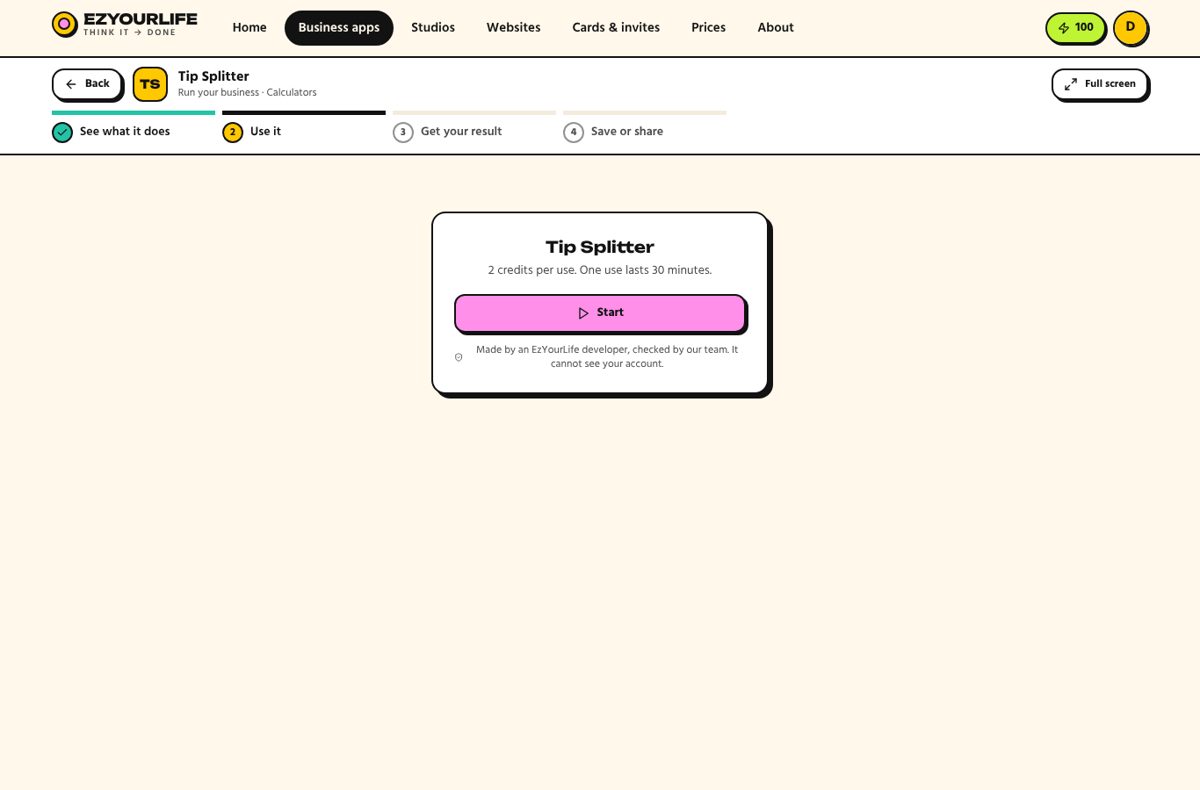 EZYOURLIFE
THINK IT → DONE
Home
Business apps
Studios
Websites
Cards & invites
Prices
About
100
D
Back
TS
Tip Splitter
Run your business · Calculators
Full screen
See what it does
2 Use it
3 Get your result
4 Save or share
Tip Splitter
2 credits per use. One use lasts 30 minutes.
Start
Made by an EzYourLife developer, checked by our team. It
cannot see your account.